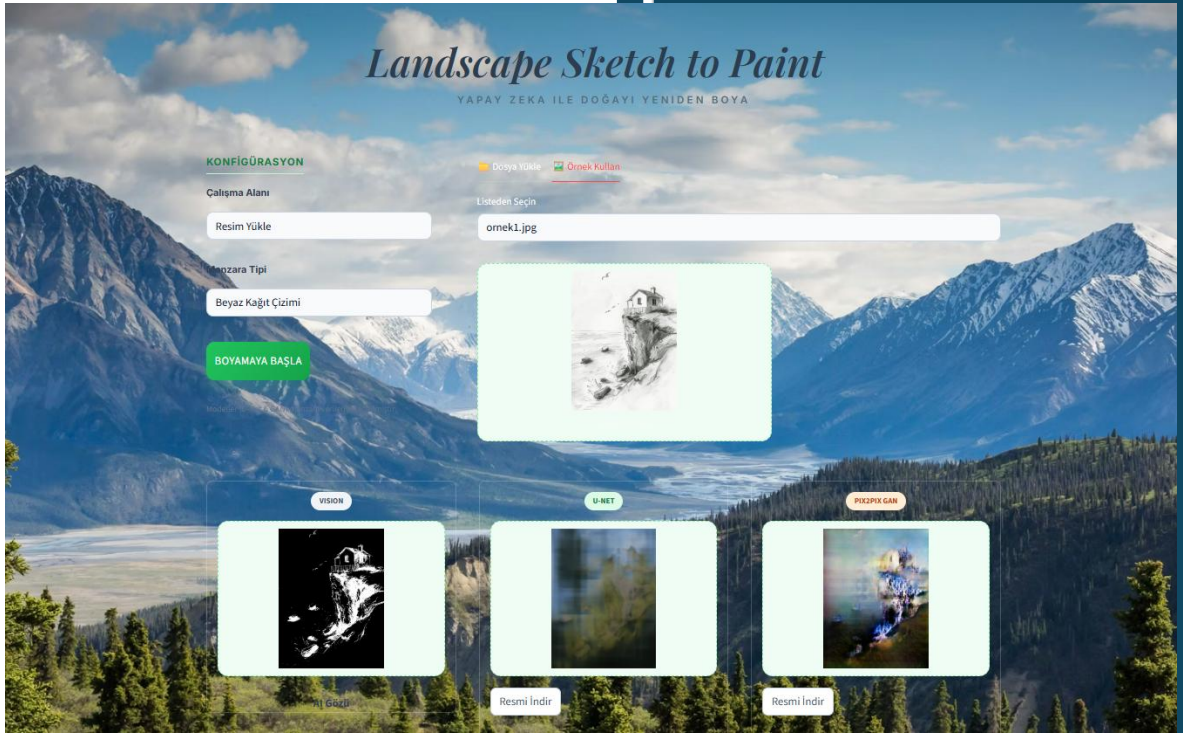 Landscape Sketch to Paint
YAPAY ZEKA ILE DOĞAYI YENIDEN BOYA
KONFİGÜRASYON
Çalışma Alanı
Resim Yükle
Manzara Tipi
Beyaz Kağıt Çizimi
BOYAMAYA BAŞLA
Dosya Yükle
Örnek Kullan
Listeden Seçin
ornek1.jpg
VISION
AI Gözü
U-NET
Resmi İndir
PIX2PIX GAN
Resmi İndir